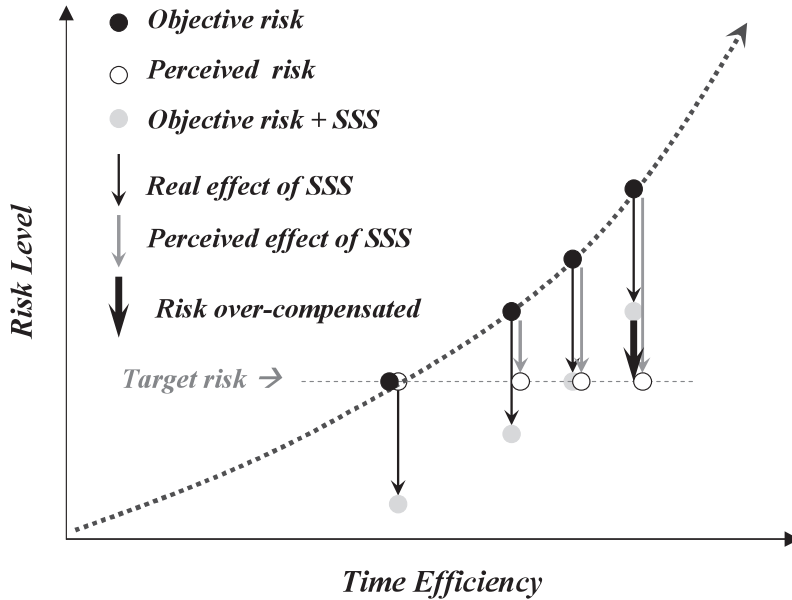 Objective risk
Perceived risk
Objective risk + SSS
Real effect of SSS
Perceived effect of SSS
Risk over-compensated
Target risk →
Risk Level
Time Efficiency